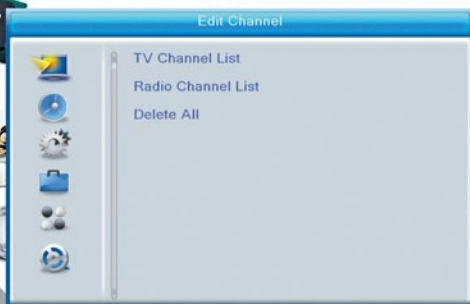 Edit Channel
TV Channel List
Radio Channel List
Delete All